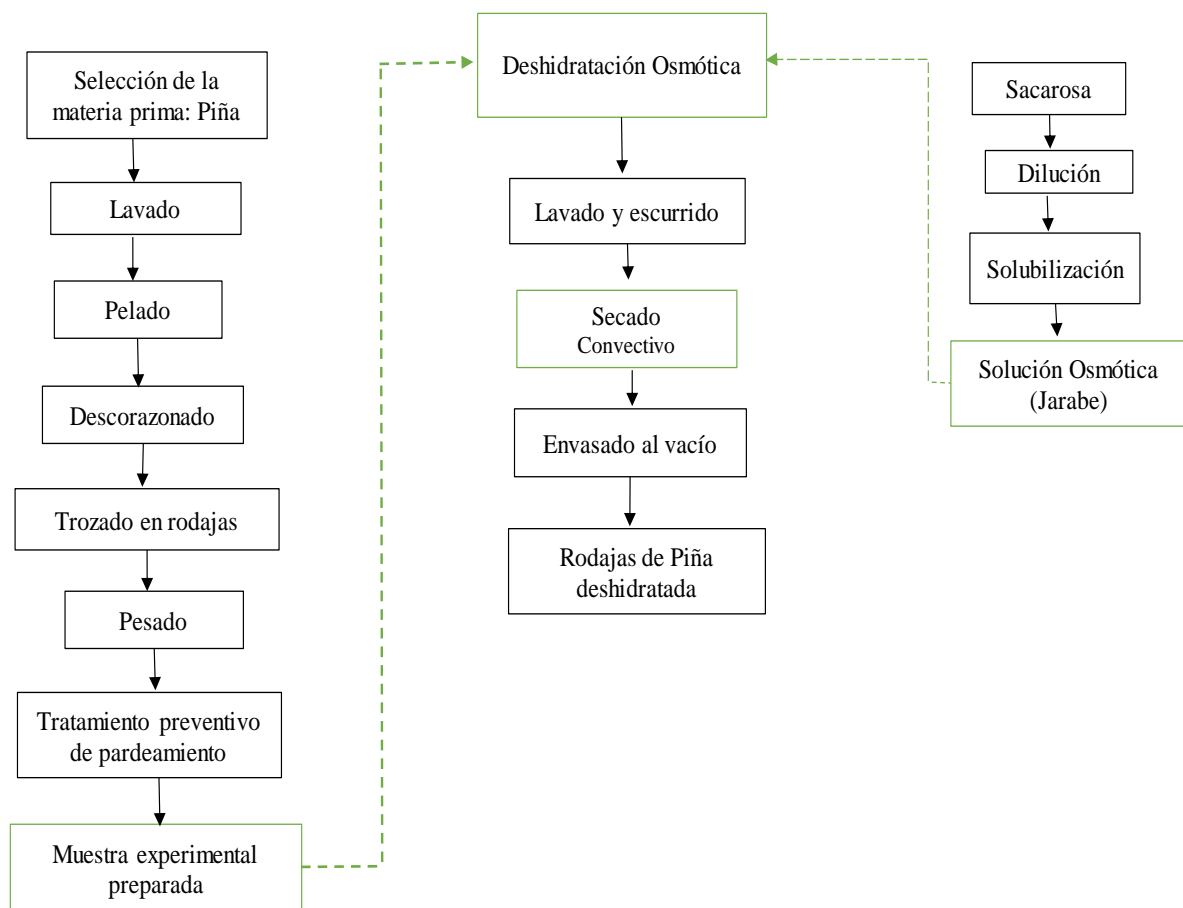 Selección de la
materia prima: Piña
Lavado
Pelado
Descorazonado
Trozado en rodajas
Pesado
Tratamiento preventivo
de pardeamiento
Muestra experimental
preparada
Deshidratación Osmótica
Lavado y escurrido
Secado
Convectivo
Envasado al vacío
Rodajas de Piña
deshidratada
Sacarosa
Dilución
Solubilización
Solución Osmótica
(Jarabe)